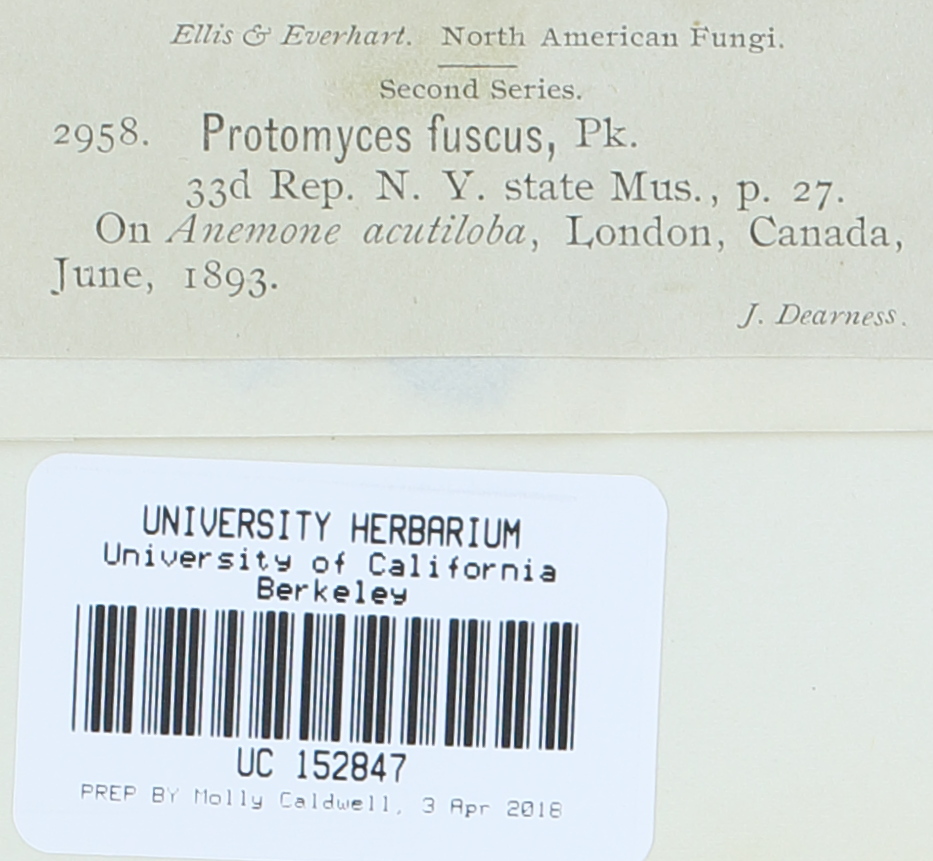 Ellis & Everhart. North American Fungi.
Second Series.
2958. Protomyces fuscus, Pk.
33d Rep. N. Y. state Mus., p. 27.
On Anemone acutiloba, London, Canada,
June, 1893.
J. Dearness.
UNIVERSITY HERBARIUM
University of California
Berkeley
UC 152847
PREP BY Molly Caldwell, 3 Apr 2018